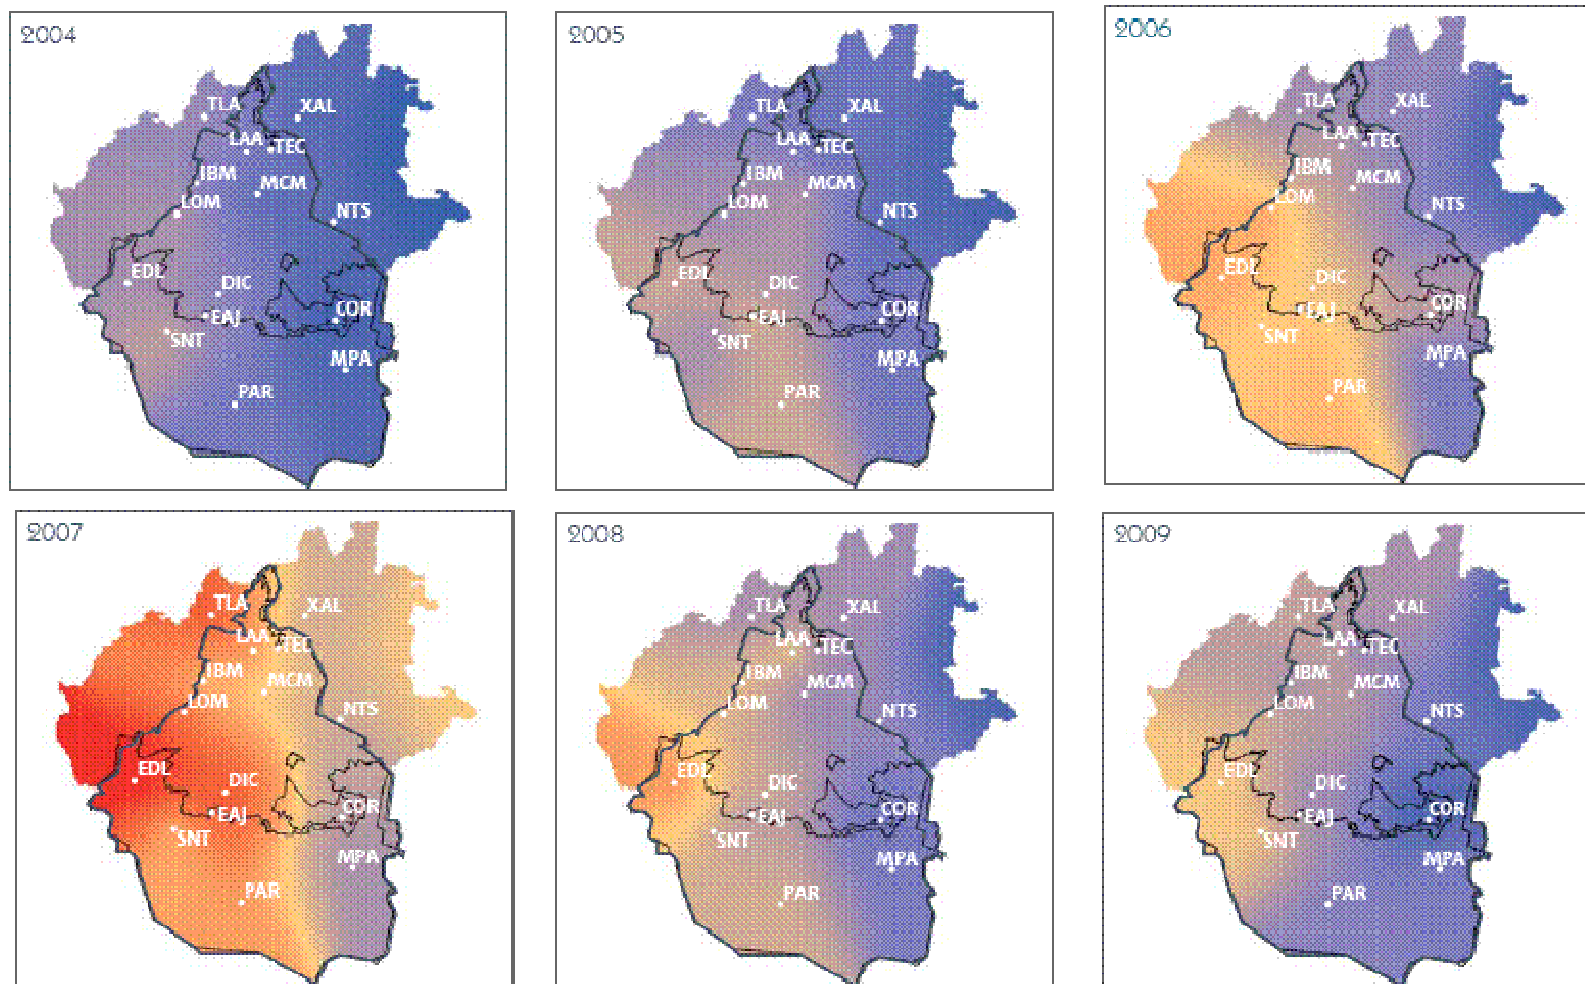 2004
TLA XAL
LAA TEC
IBM MCM
LOM NTS
EDL DIC
COR
EAJ
SNT
MPA
PAR
2005
TLA XAL
LAA TEC
IBM MCM
LOM NTS
EDL DIC
COR
EAJ
SNT
MPA
PAR
2006
TLA XAL
LAA TEC
IBM MCM
LOM NTS
EDL DIC
COR
EAJ
SNT
MPA
PAR
2007
TLA XAL
LAA TEC
IBM MCM
LOM NTS
EDL DIC
COR
EAJ
SNT
MPA
PAR
2008
TLA XAL
LAA TEC
IBM MCM
LOM NTS
EDL DIC
COR
EAJ
SNT
MPA
PAR
2009
TLA XAL
LAA TEC
IBM MCM
LOM NTS
EDL DIC
COR
EAJ
SNT
MPA
PAR